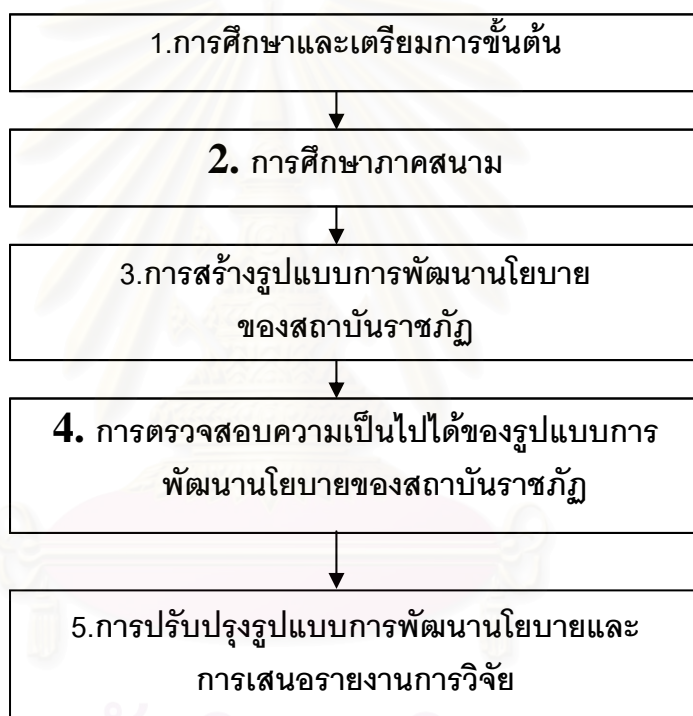 1.การศึกษาและเตรียมการขั้นต้น
2. การศึกษาภาคสนาม
3.การสร้างรูปแบบการพัฒนานโยบาย
ของสถาบันราชภัฏ
4. การตรวจสอบความเป็นไปได้ของรูปแบบการ
พัฒนานโยบายของสถาบันราชภัฏ
5.การปรับปรุงรูปแบบการพัฒนานโยบายและ
การเสนอรายงานการวิจัย